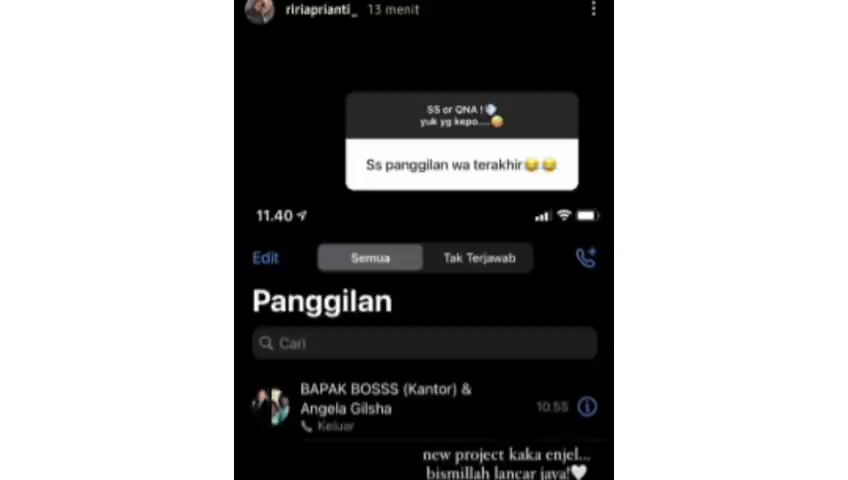 ririaprianti_ 13 menit
SS or QNA !💨
yuk yg kepo....🤪
Ss panggilan wa terakhir😂😂
11.40
Edit Semua Tak Terjawab
Panggilan
Cari
BAPAK BOSSS (Kantor) &
Angela Gilsha 10.55
Keluar
new project kaka enjel...
bismillah lancar jaya!🤍